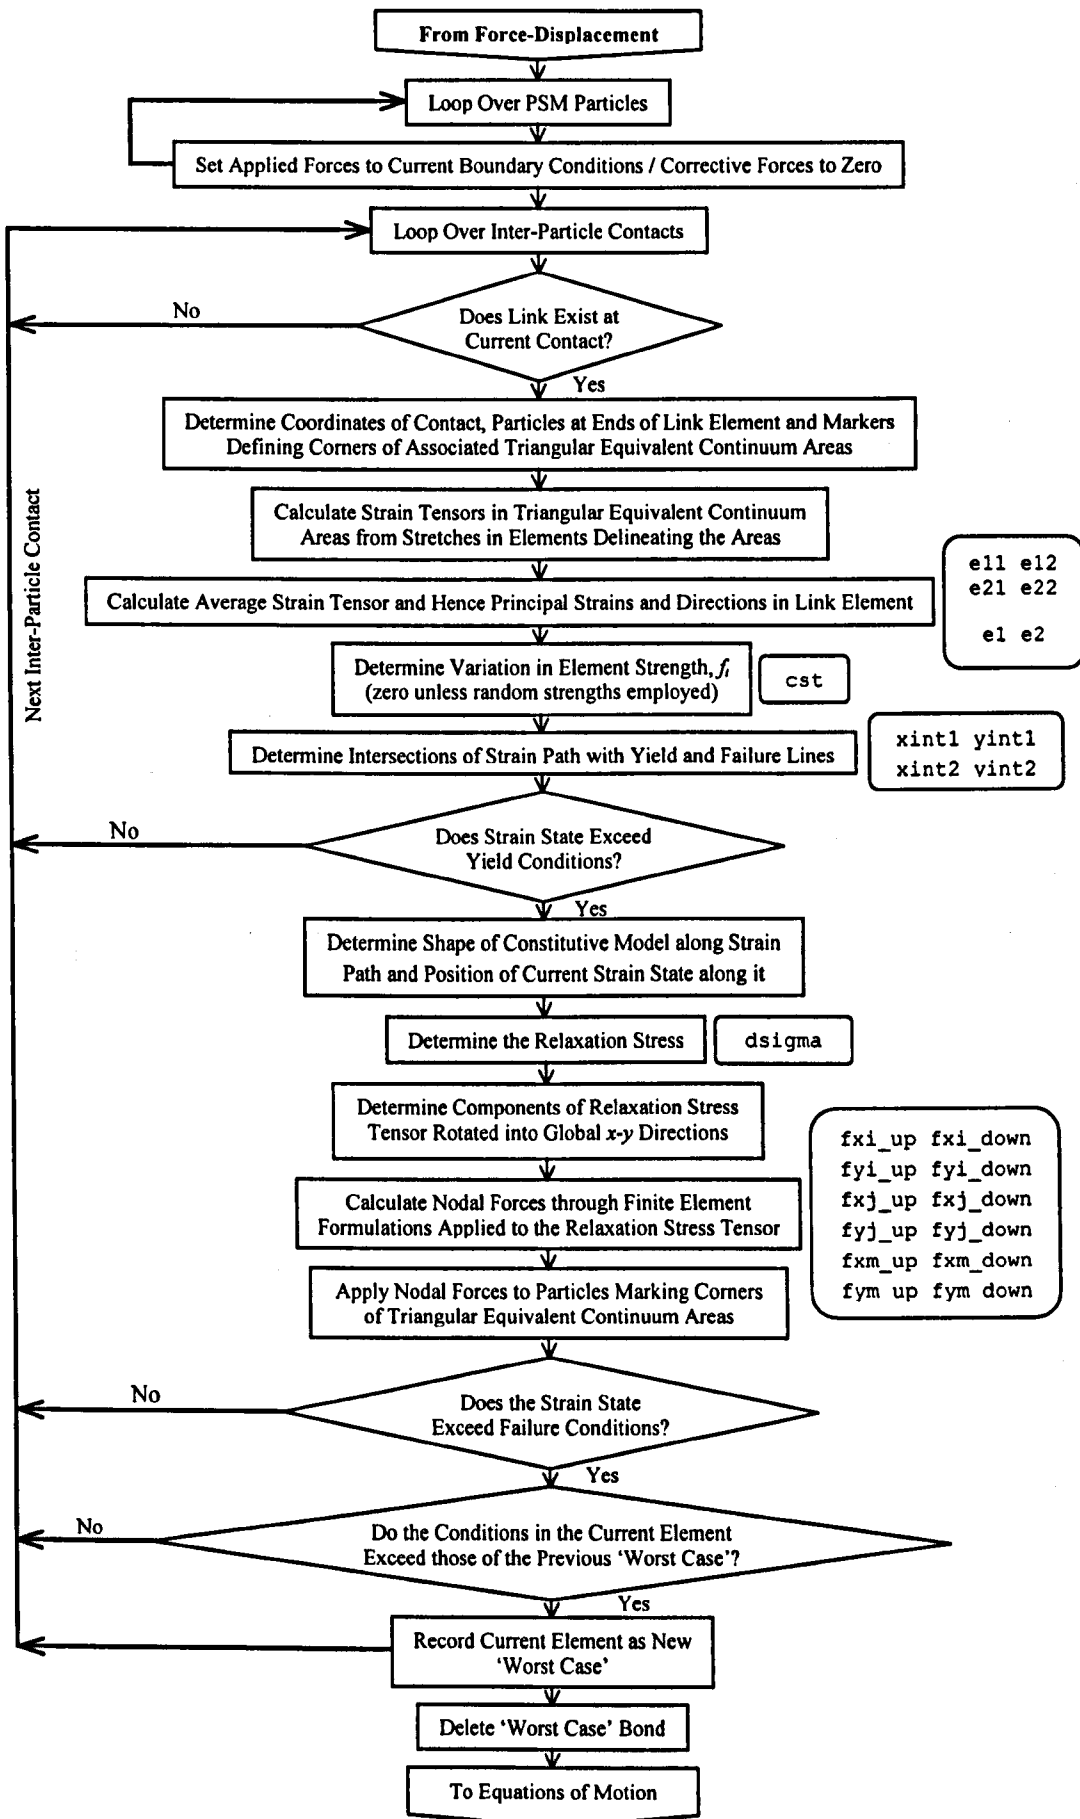 From Force-Displacement
Loop Over PSM Particles
Set Applied Forces to Current Boundary Conditions / Corrective Forces to Zero
Loop Over Inter-Particle Contacts
No
Does Link Exist at
Current Contact?
Yes
Determine Coordinates of Contact, Particles at Ends of Link Element and Markers
Defining Corners of Associated Triangular Equivalent Continuum Areas
Next Inter-Particle Contact
Calculate Strain Tensors in Triangular Equivalent Continuum
Areas from Stretches in Elements Delineating the Areas
Calculate Average Strain Tensor and Hence Principal Strains and Directions in Link Element
e11 e12
e21 e22
e1 e2
Determine Variation in Element Strength, fi
(zero unless random strengths employed)
cst
Determine Intersections of Strain Path with Yield and Failure Lines
xint1 yint1
xint2 yint2
No
Does Strain State Exceed
Yield Conditions?
Yes
Determine Shape of Constitutive Model along Strain
Path and Position of Current Strain State along it
Determine the Relaxation Stress
dsigma
Determine Components of Relaxation Stress
Tensor Rotated into Global x-y Directions
Calculate Nodal Forces through Finite Element
Formulations Applied to the Relaxation Stress Tensor
fxi_up fxi_down
fyi_up fyi_down
fxj_up fxj_down
fyj_up fyj_down
fxm_up fxm_down
fym up fym down
Apply Nodal Forces to Particles Marking Corners
of Triangular Equivalent Continuum Areas
No
Does the Strain State
Exceed Failure Conditions?
Yes
No
Do the Conditions in the Current Element
Exceed those of the Previous 'Worst Case'?
Yes
Record Current Element as New
'Worst Case'
Delete 'Worst Case' Bond
To Equations of Motion